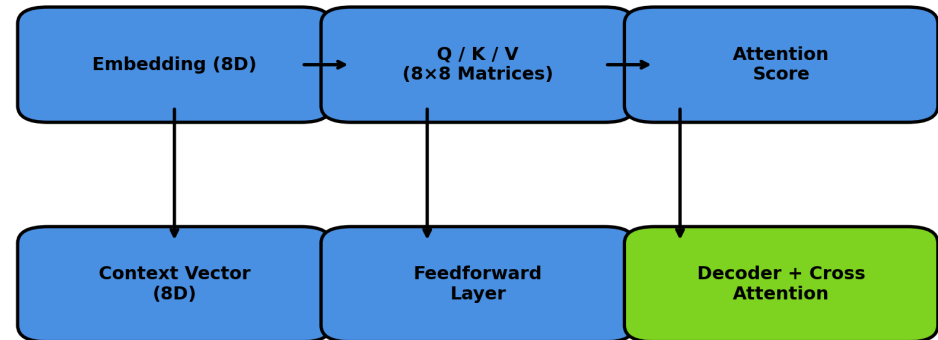 Embedding (8D)
Q / K / V
(8×8 Matrices)
Attention
Score
Context Vector
(8D)
Feedforward
Layer
Decoder + Cross
Attention